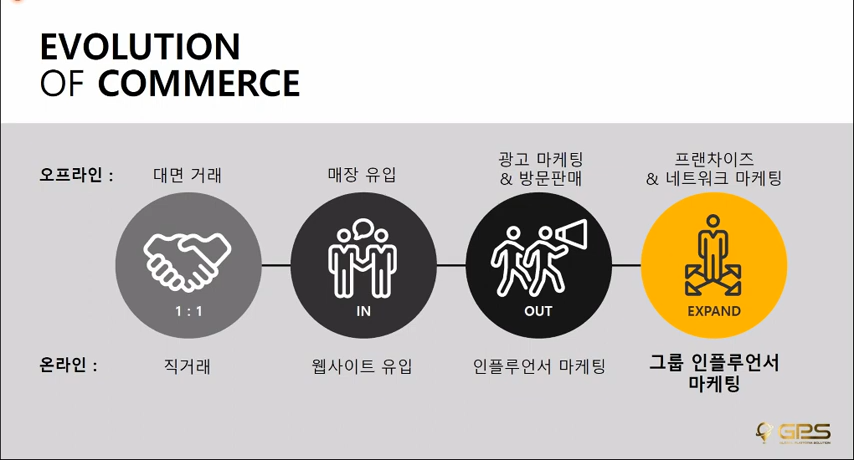 EVOLUTION
OF COMMERCE
오프라인 : 대면 거래 매장 유입 광고 마케팅 & 방문판매 프랜차이즈 & 네트워크 마케팅
1 : 1 IN OUT EXPAND
온라인 : 직거래 웹사이트 유입 인플루언서 마케팅 그룹 인플루언서 마케팅
GPS